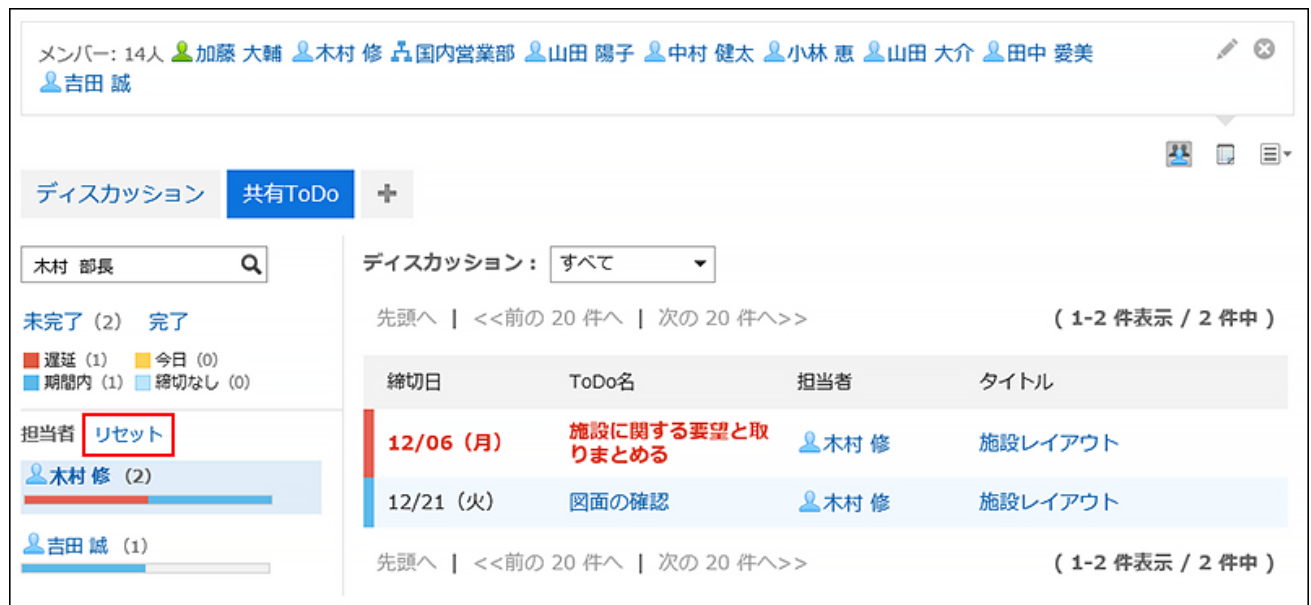 メンバー: 14人 加藤 大輔 木村 修 国内営業部 山田 陽子 中村 健太 小林 恵 山田 大介 田中 愛美
吉田 誠
ディスカッション 共有ToDo
木村 部長
未完了 (2) 完了
遅延 (1) 今日 (0)
期間内 (1) 締切なし (0)
担当者 リセット
木村 修 (2)
吉田 誠 (1)
ディスカッション： すべて
先頭へ | <<前の 20 件へ | 次の 20 件へ>> ( 1-2 件表示 / 2 件中 )
締切日 ToDo名 担当者 タイトル
12/06（月） 施設に関する要望と取 木村 修 施設レイアウト
りまとめる
12/21（火） 図面の確認 木村 修 施設レイアウト
先頭へ | <<前の 20 件へ | 次の 20 件へ>> ( 1-2 件表示 / 2 件中 )